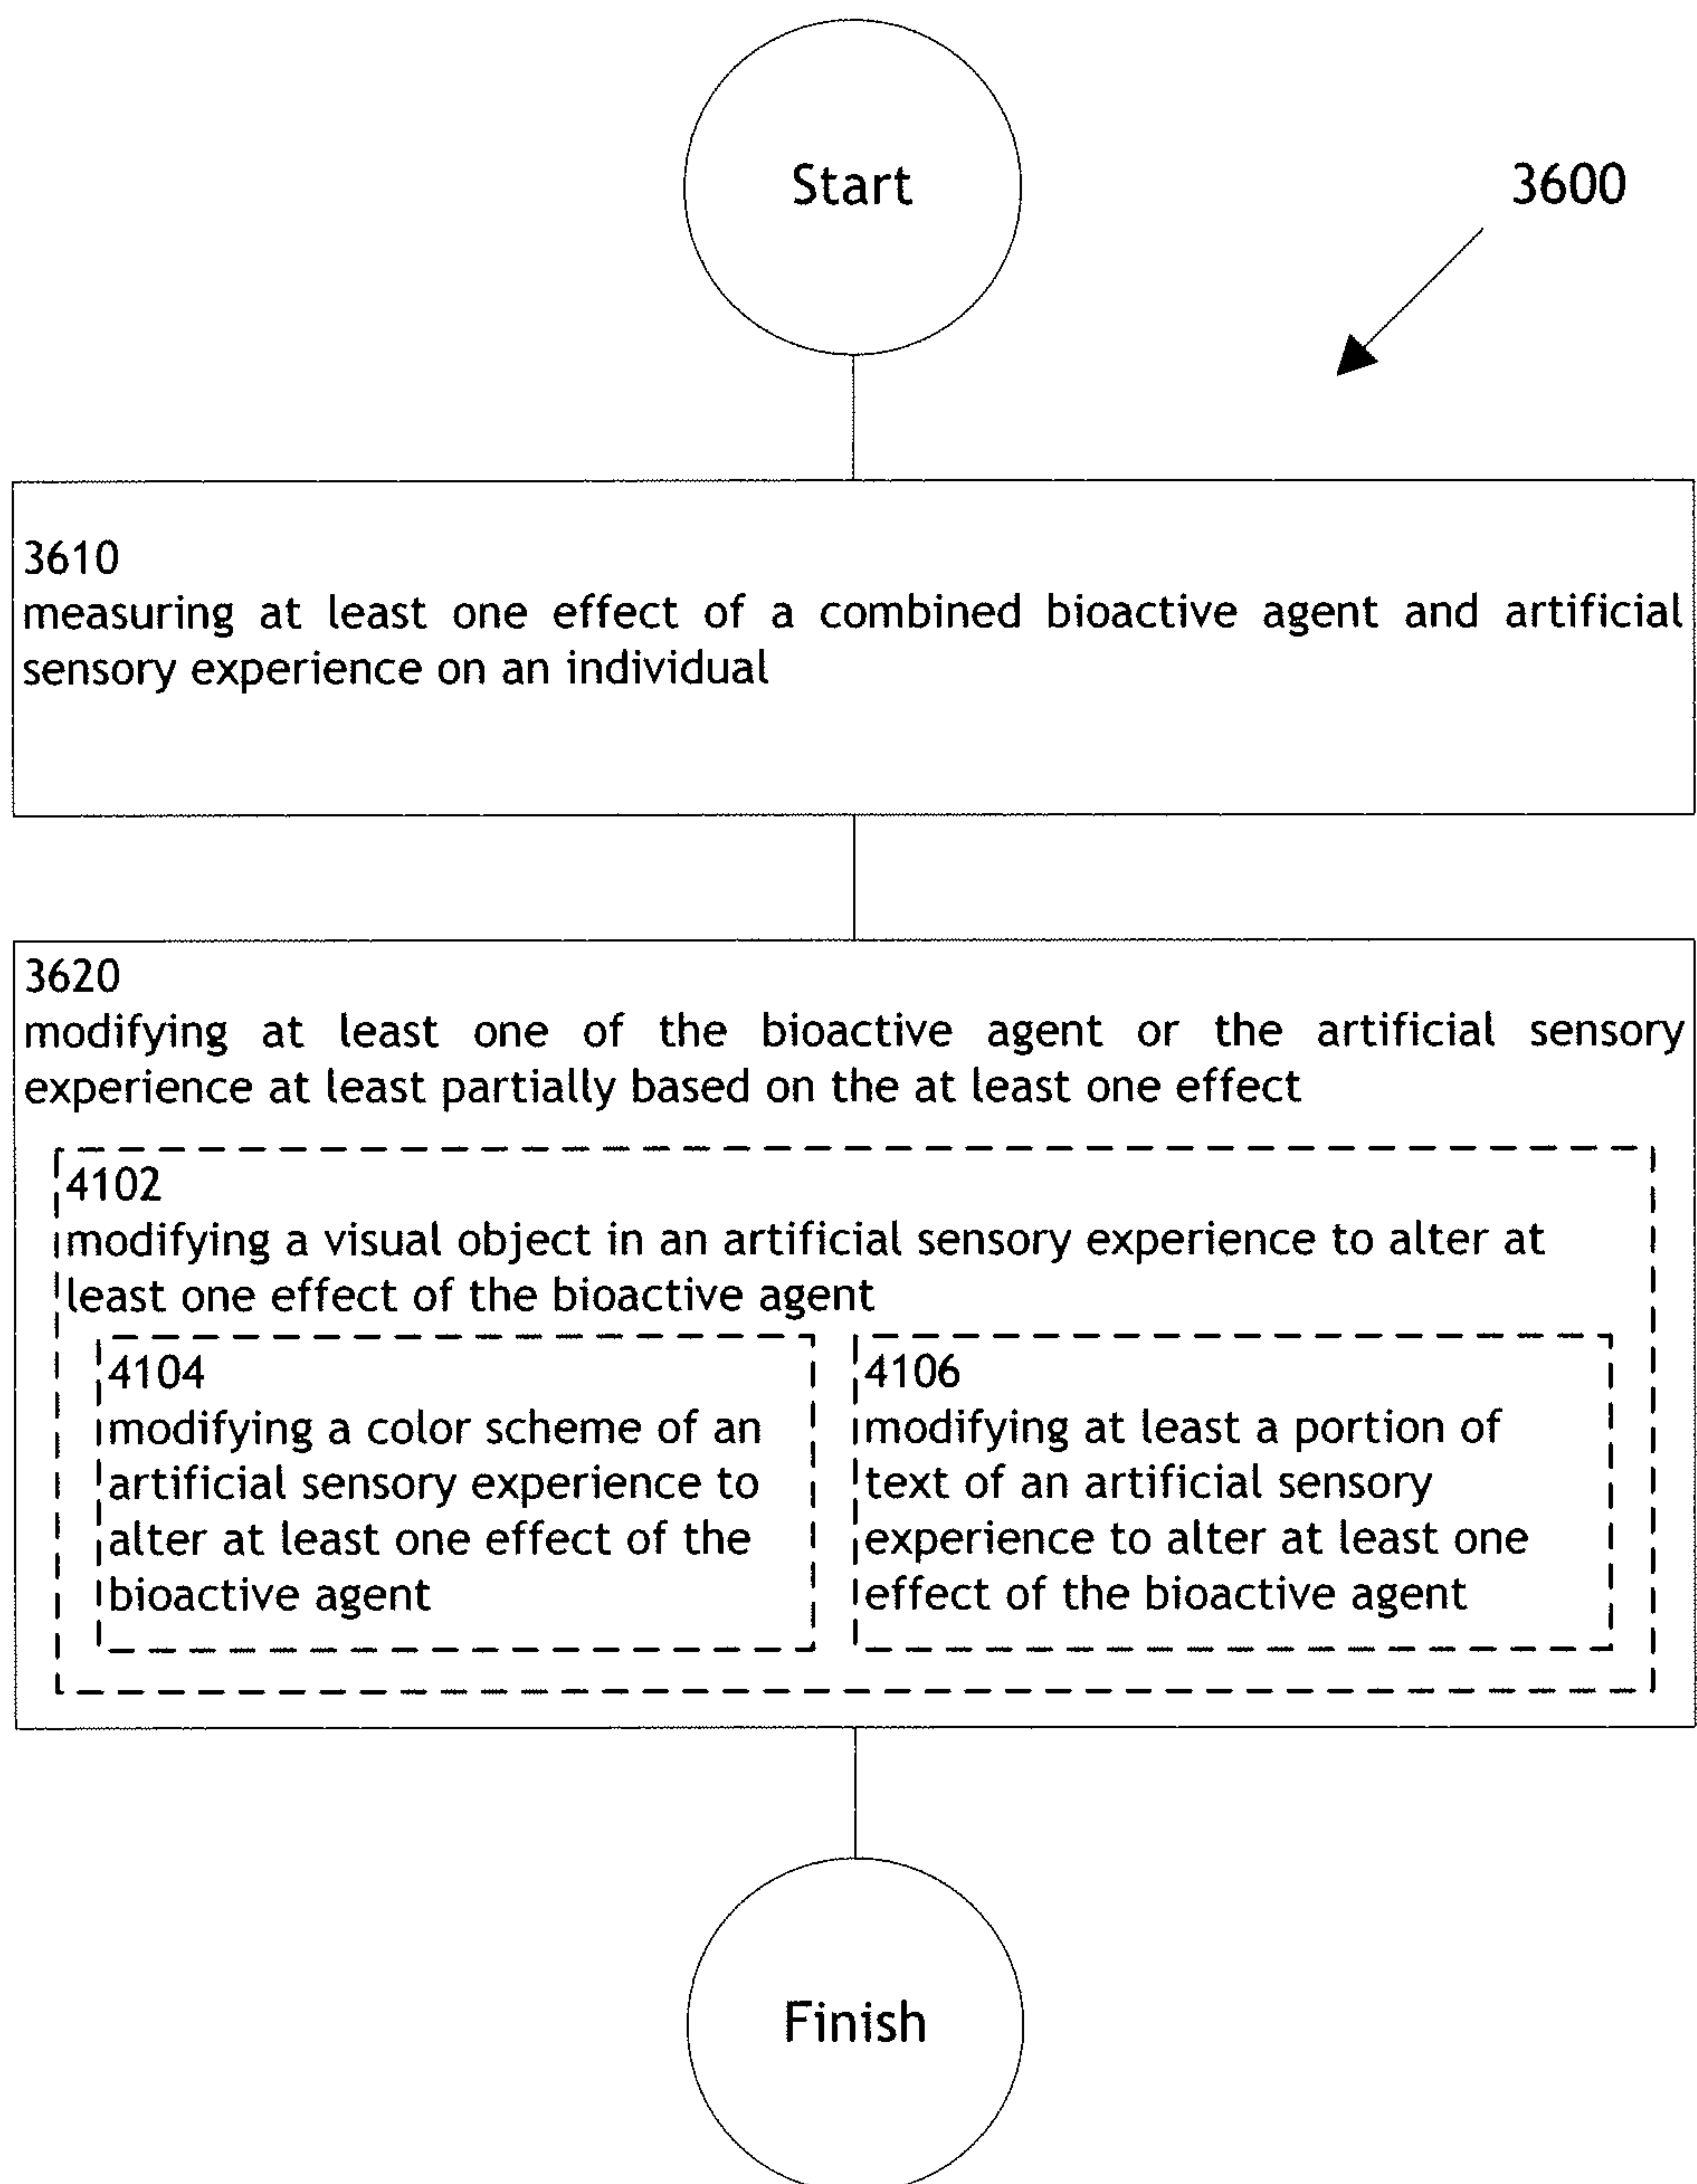 Start
3600
3610
measuring at least one effect of a combined bioactive agent and artificial
sensory experience on an individual
3620
modifying at least one of the bioactive agent or the artificial sensory
experience at least partially based on the at least one effect
4102
modifying a visual object in an artificial sensory experience to alter at
least one effect of the bioactive agent
4104
modifying a color scheme of an
artificial sensory experience to
alter at least one effect of the
bioactive agent
4106
modifying at least a portion of
text of an artificial sensory
experience to alter at least one
effect of the bioactive agent
Finish